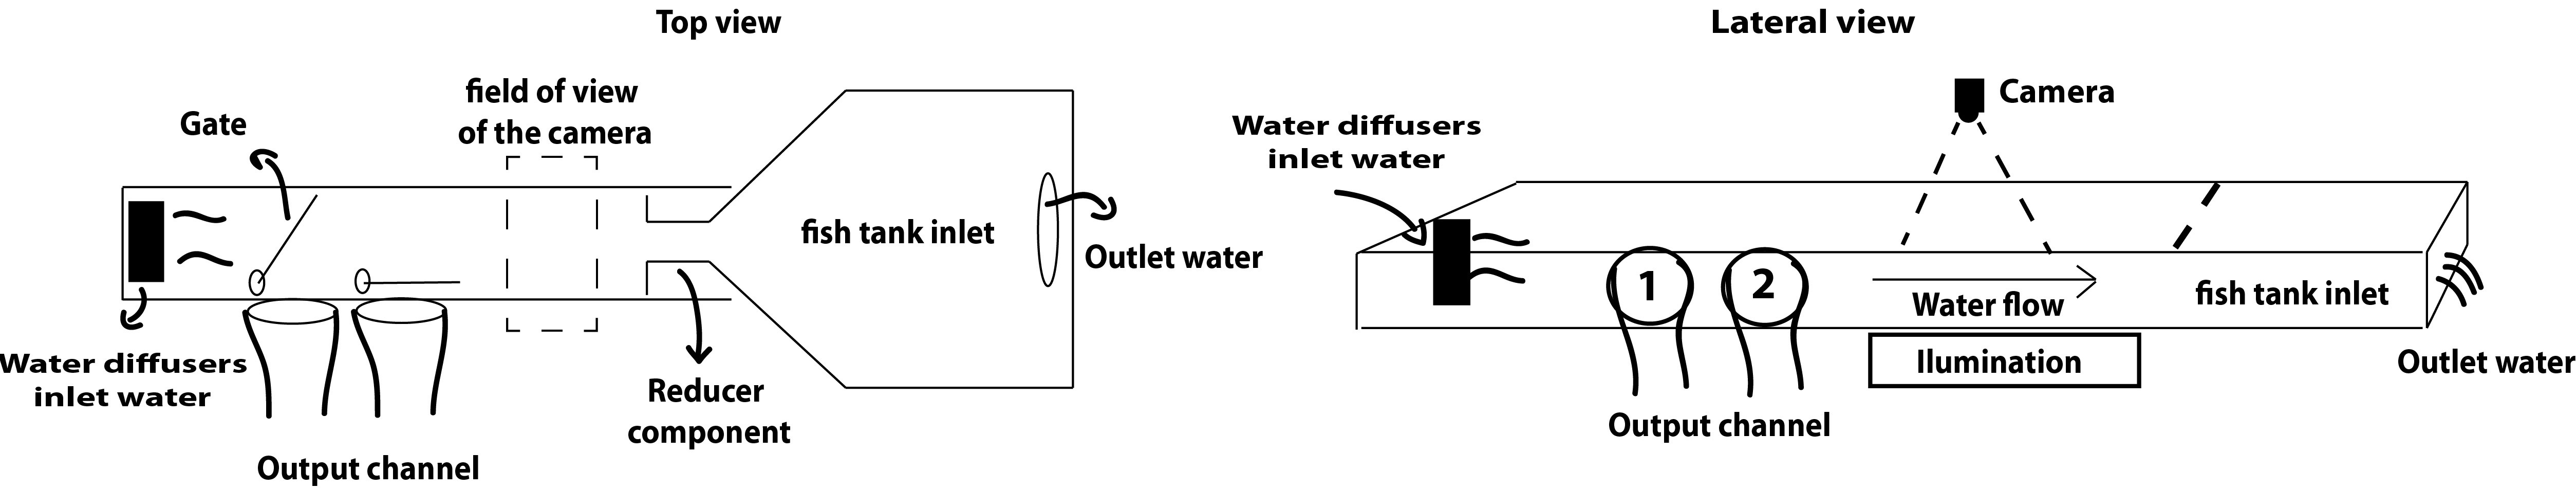 Top view
Gate
field of view
of the camera
fish tank inlet
Outlet water
Water diffusers
inlet water
Reducer
component
Output channel
Lateral view
Camera
Water diffusers
inlet water
1
2
Water flow
fish tank inlet
Ilumination
Outlet water
Output channel